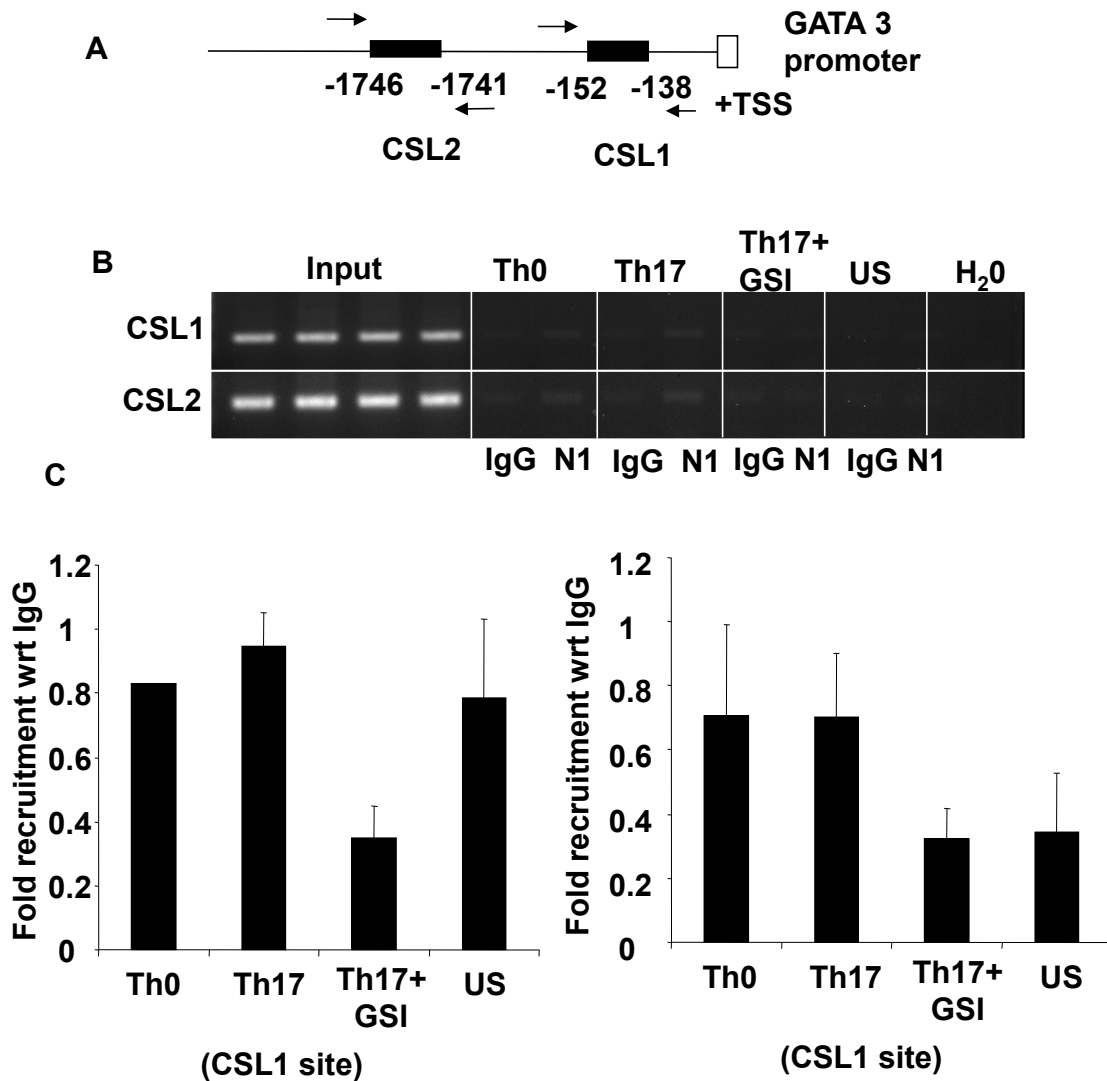 A
GATA 3
promoter
-1746 -1741 -152 -138
+TSS
CSL2 CSL1
B
Input Th0 Th17 Th17+ GSI US H₂0
CSL1
CSL2
IgG N1 IgG N1 IgG N1 IgG N1
C
Fold recruitment wrt IgG
1.2
1
0.8
0.6
0.4
0.2
0
Th0 Th17 Th17+ GSI US
(CSL1 site)
Fold recruitment wrt IgG
1.2
1
0.8
0.6
0.4
0.2
0
Th0 Th17 Th17+ GSI US
(CSL1 site)